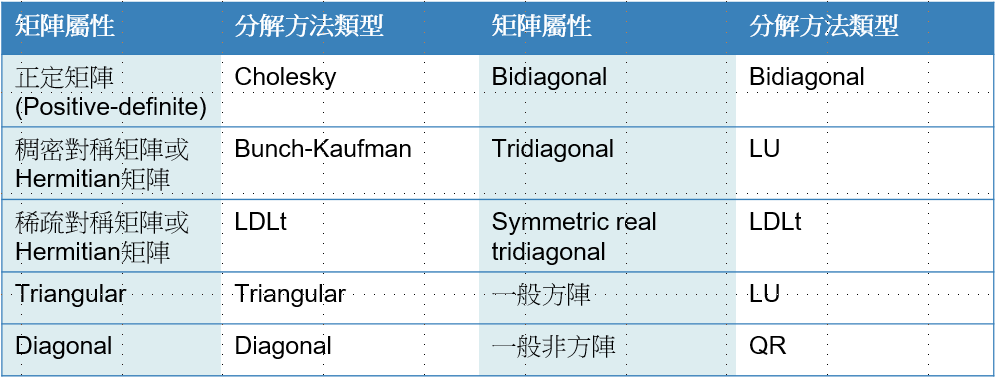 矩陣屬性 分解方法類型 矩陣屬性 分解方法類型
正定矩陣
(Positive-definite)
Cholesky
Bidiagonal
Bidiagonal
稠密對稱矩陣或
Hermitian矩陣
Bunch-Kaufman
Tridiagonal
LU
稀疏對稱矩陣或
Hermitian矩陣
LDLt
Symmetric real
tridiagonal
LDLt
Triangular
Triangular
一般方陣
LU
Diagonal
Diagonal
一般非方陣
QR